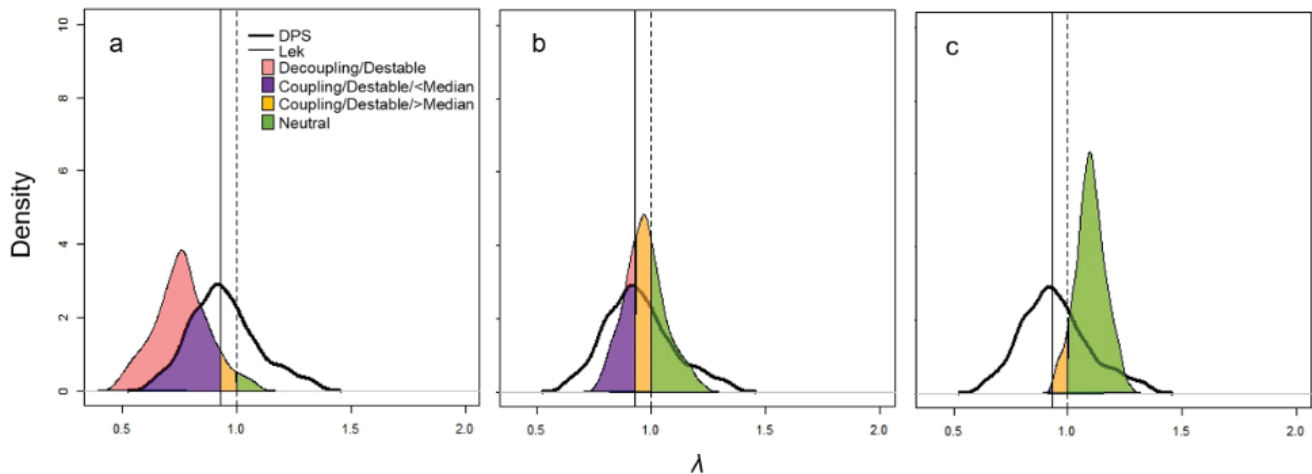 a
b
c
DPS
Lek
Decoupling/Destable
Coupling/Destable/<Median
Coupling/Destable/>Median
Neutral
10
8
6
4
2
0
Density
0.5 1.0 1.5 2.0
0.5 1.0 1.5 2.0
0.5 1.0 1.5 2.0
λ